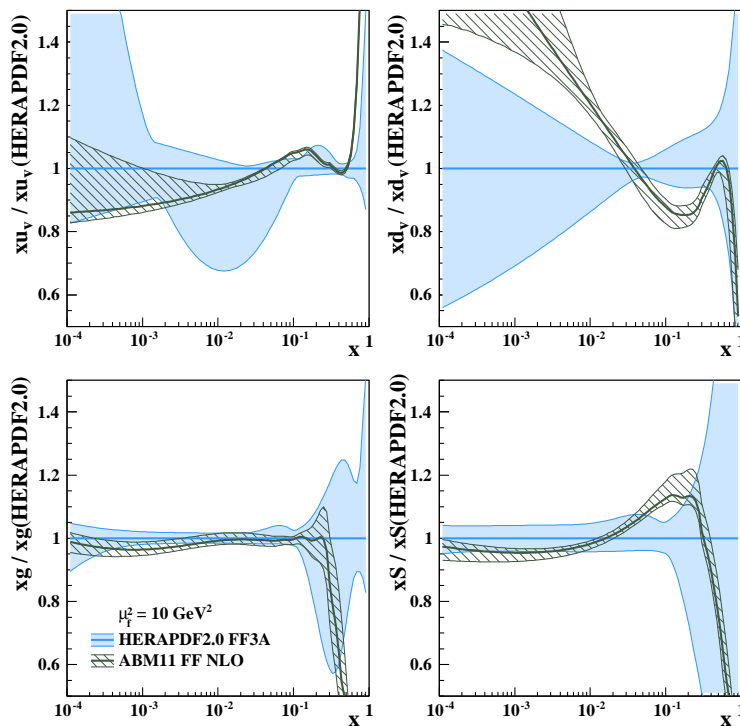 xu_v / xu_v(HERAPDF2.0)
1.4
1.2
1
0.8
0.6
10^-4 10^-3 10^-2 10^-1 1
x
xd_v / xd_v(HERAPDF2.0)
1.4
1.2
1
0.8
0.6
10^-4 10^-3 10^-2 10^-1 1
x
xg / xg(HERAPDF2.0)
1.4
1.2
1
0.8
0.6
μ_f^2 = 10 GeV^2
HERAPDF2.0 FF3A
ABM11 FF NLO
10^-4 10^-3 10^-2 10^-1 1
x
xS / xS(HERAPDF2.0)
1.4
1.2
1
0.8
0.6
10^-4 10^-3 10^-2 10^-1 1
x